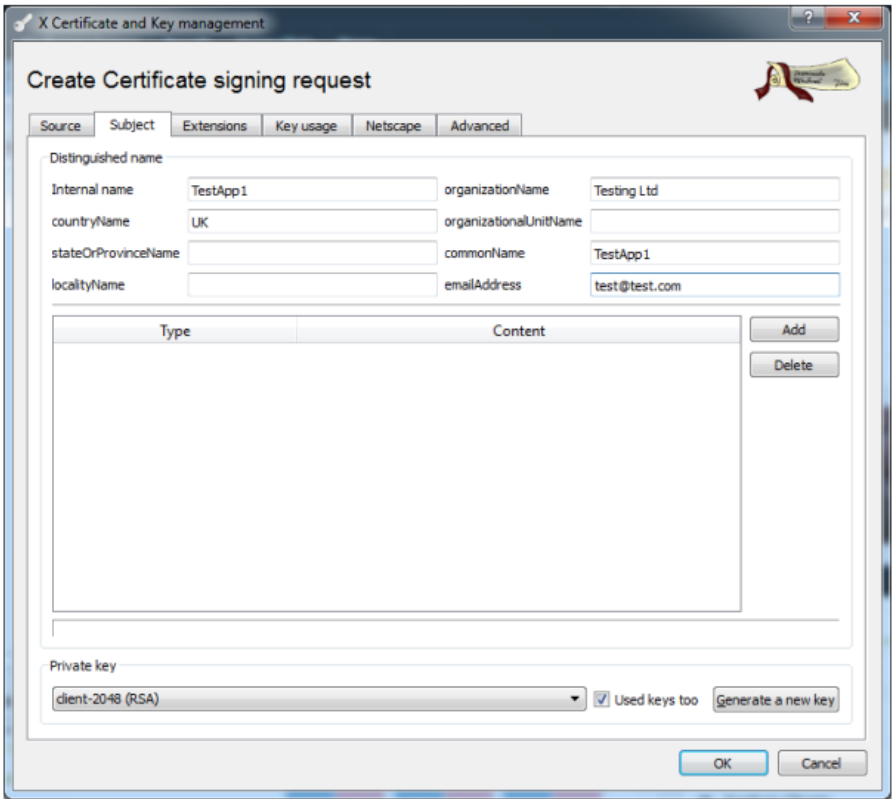 X Certificate and Key management
Create Certificate signing request
Source Subject Extensions Key usage Netscape Advanced
Distinguished name
Internal name TestApp1 organizationName Testing Ltd
countryName UK organizationalUnitName
stateOrProvinceName commonName TestApp1
localityName emailAddress test@test.com
Type Content Add
Delete
Private key
client-2048 (RSA) Used keys too Generate a new key
OK Cancel